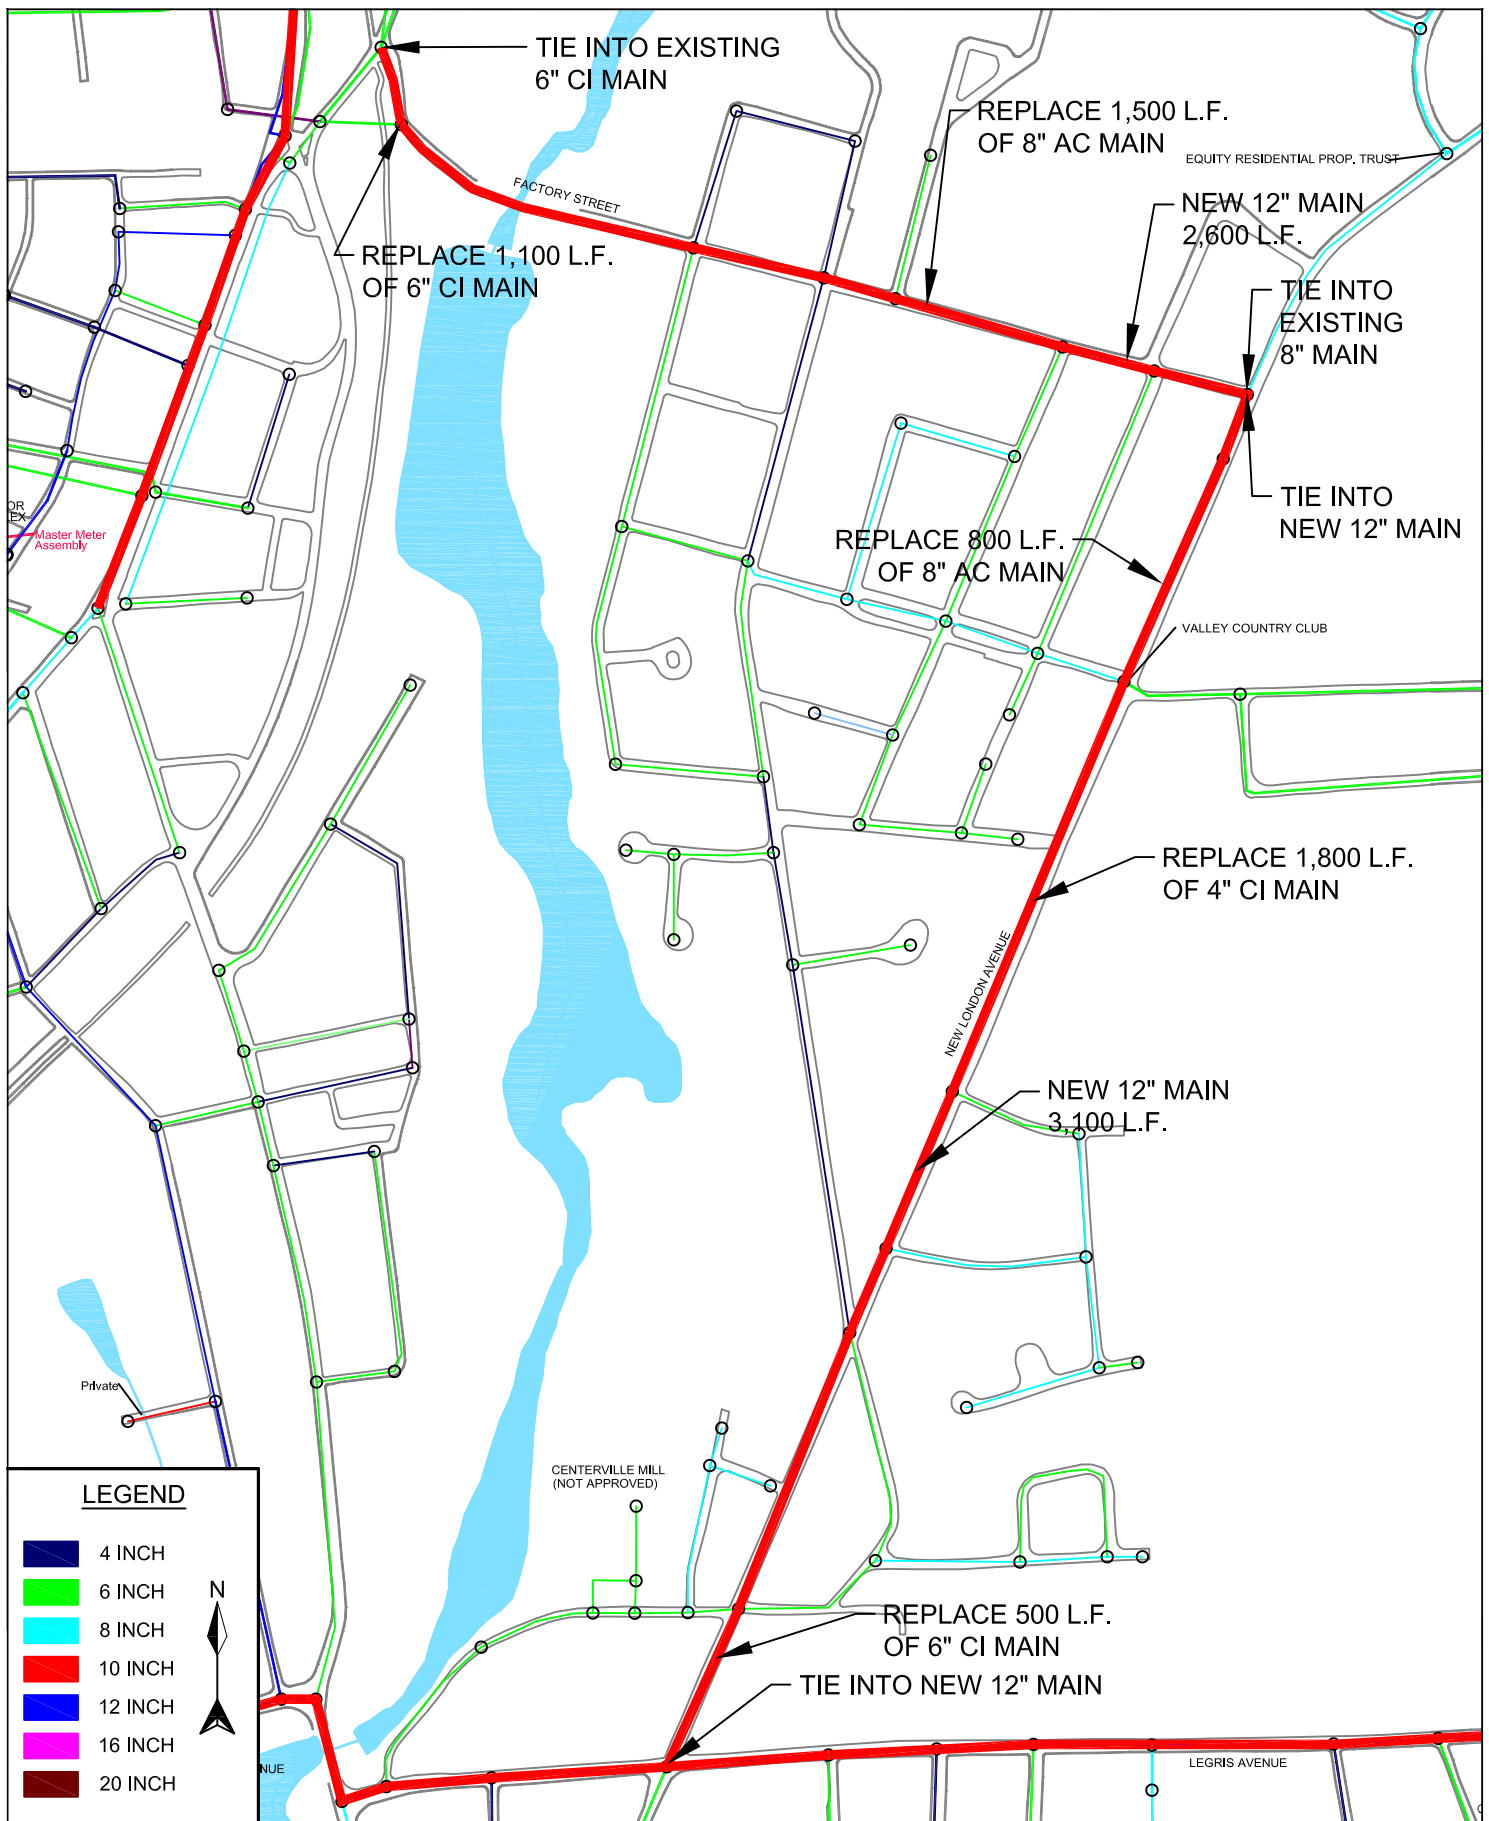 TIE INTO EXISTING
6" CI MAIN
REPLACE 1,500 L.F.
OF 8" AC MAIN
EQUITY RESIDENTIAL PROP. TRUST
FACTORY STREET
NEW 12" MAIN
2,600 L.F.
REPLACE 1,100 L.F.
OF 6" CI MAIN
TIE INTO
EXISTING
8" MAIN
TIE INTO
NEW 12" MAIN
OR
EX
Master Meter
Assembly
REPLACE 800 L.F.
OF 8" AC MAIN
VALLEY COUNTRY CLUB
REPLACE 1,800 L.F.
OF 4" CI MAIN
NEW LONDON AVENUE
NEW 12" MAIN
3,100 L.F.
Private
CENTERVILLE MILL
(NOT APPROVED)
REPLACE 500 L.F.
OF 6" CI MAIN
TIE INTO NEW 12" MAIN
LEGRIS AVENUE
NUE
LEGEND
4 INCH
6 INCH
8 INCH
10 INCH
12 INCH
16 INCH
20 INCH
N